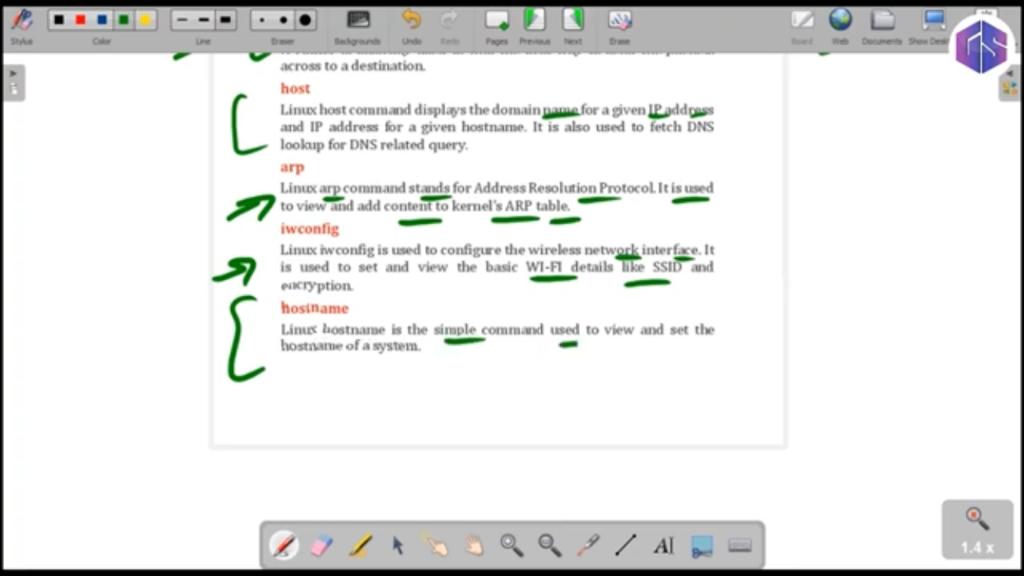 Stylus
Color
Line
Eraser
Backgrounds
Undo
Redo
Pages
Previous
Next
Erase
Board
Web
Documents
Show Desk
across to a destination.
host
Linux host command displays the domain name for a given IP address
and IP address for a given hostname. It is also used to fetch DNS
lookup for DNS related query.
arp
Linux arp command stands for Address Resolution Protocol. It is used
to view and add content to kernel's ARP table.
iwconfig
Linux iwconfig is used to configure the wireless network interface. It
is used to set and view the basic WI-FI details like SSID and
encryption.
hostname
Linux hostname is the simple command used to view and set the
hostname of a system.
AI
1.4 x